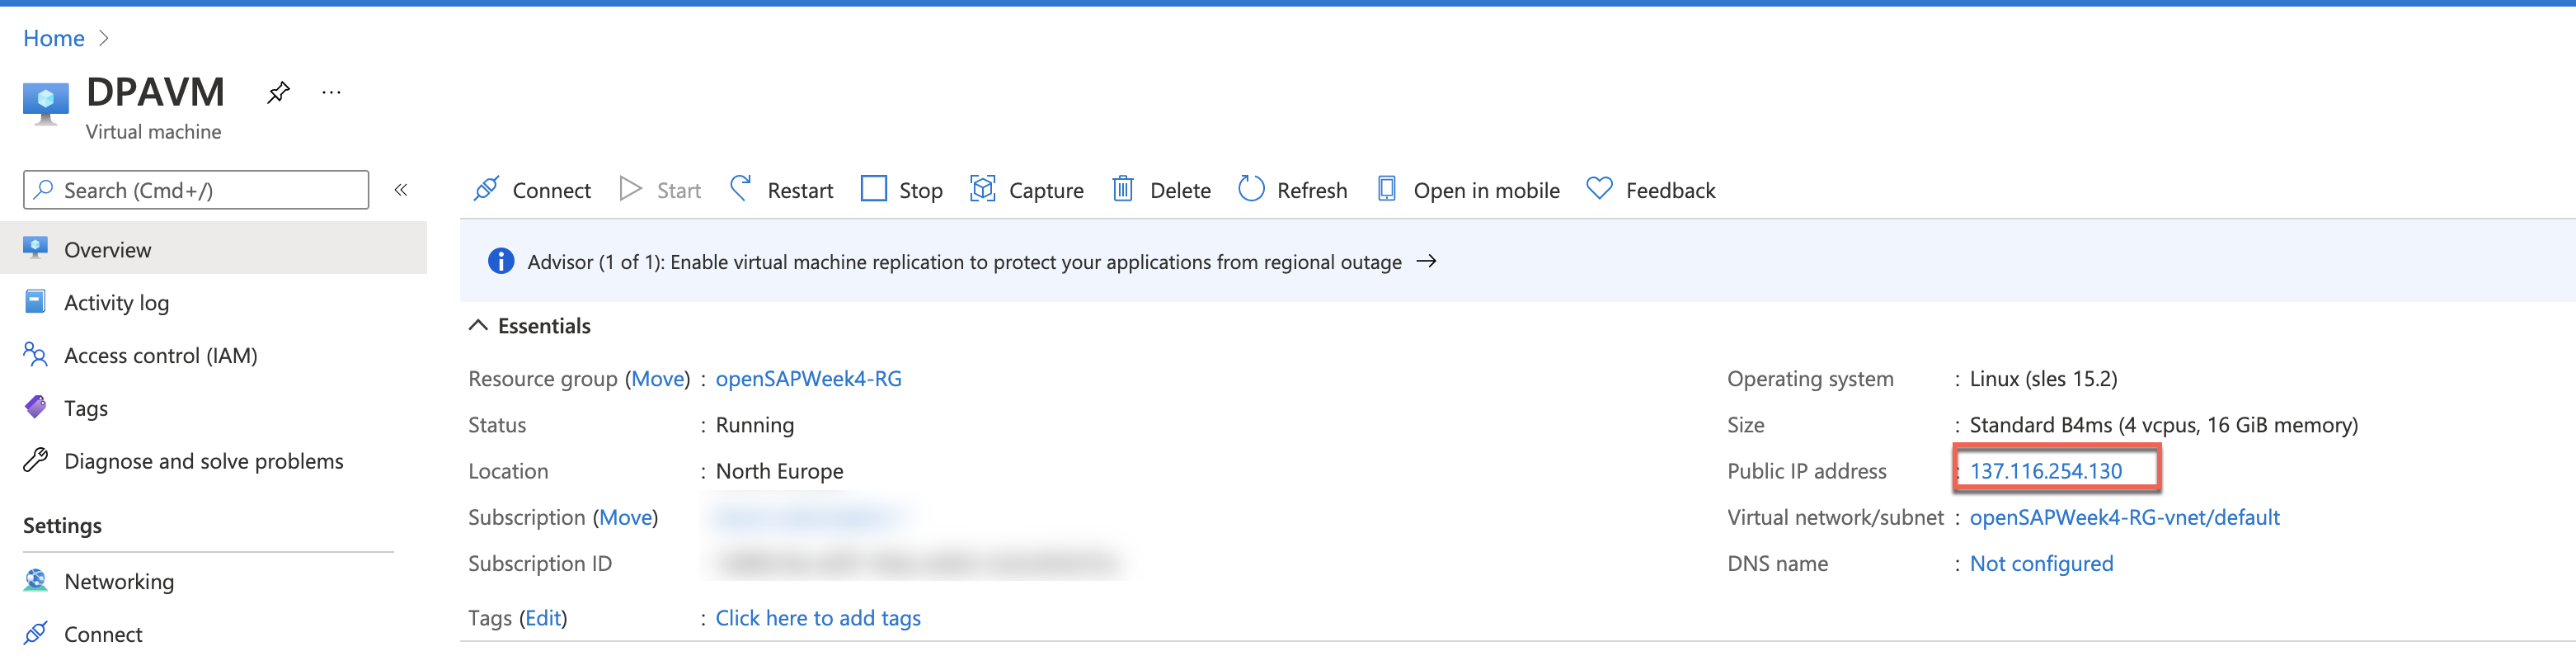 Home
DPAVM ...
Virtual machine
Search (Cmd+/) «
Connect Start Restart Stop Capture Delete Refresh Open in mobile Feedback
Overview
Activity log
Access control (IAM)
Tags
Diagnose and solve problems
Settings
Networking
Connect
Advisor (1 of 1): Enable virtual machine replication to protect your applications from regional outage →
Essentials
Resource group (Move) : openSAPWeek4-RG
Status : Running
Location : North Europe
Subscription (Move)
Subscription ID
Tags (Edit) : Click here to add tags
Operating system : Linux (sles 15.2)
Size : Standard B4ms (4 vcpus, 16 GiB memory)
Public IP address : 137.116.254.130
Virtual network/subnet : openSAPWeek4-RG-vnet/default
DNS name : Not configured